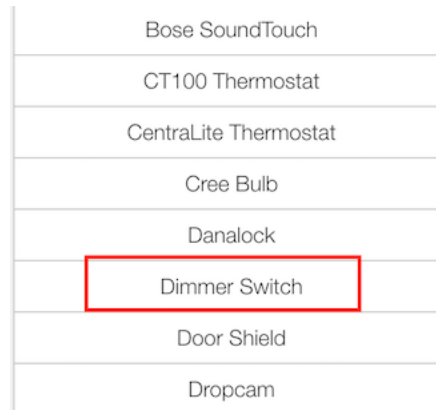 Bose SoundTouch
CT100 Thermostat
CentraLite Thermostat
Cree Bulb
Danalock
Dimmer Switch
Door Shield
Dropcam